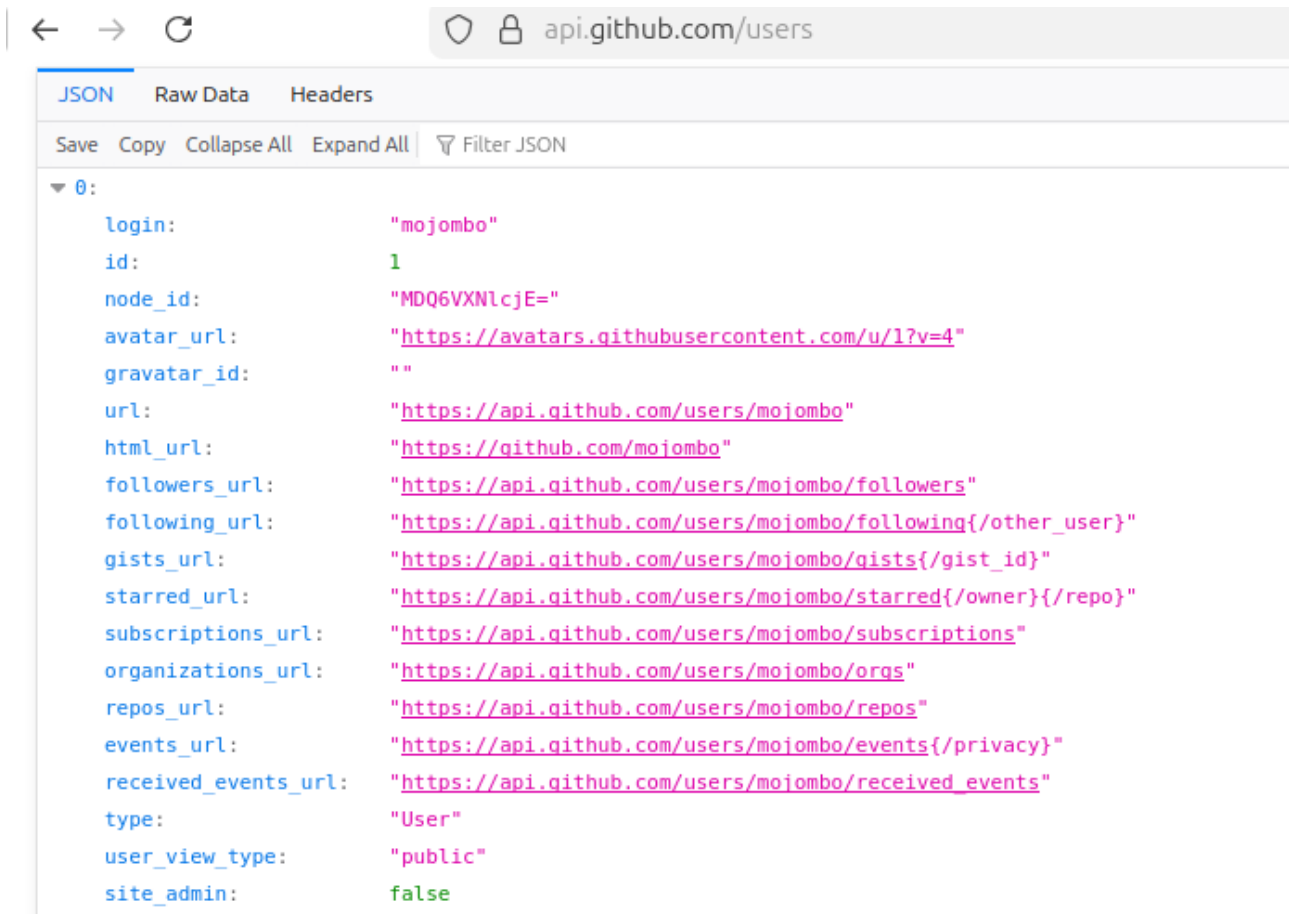 api.github.com/users
JSON Raw Data Headers
Save Copy Collapse All Expand All Filter JSON
0:
login: "mojombo"
id: 1
node_id: "MDQ6VXNlcjE="
avatar_url: "https://avatars.githubusercontent.com/u/1?v=4"
gravatar_id: ""
url: "https://api.github.com/users/mojombo"
html_url: "https://github.com/mojombo"
followers_url: "https://api.github.com/users/mojombo/followers"
following_url: "https://api.github.com/users/mojombo/following{/other_user}"
gists_url: "https://api.github.com/users/mojombo/gists{/gist_id}"
starred_url: "https://api.github.com/users/mojombo/starred{/owner}{/repo}"
subscriptions_url: "https://api.github.com/users/mojombo/subscriptions"
organizations_url: "https://api.github.com/users/mojombo/orgs"
repos_url: "https://api.github.com/users/mojombo/repos"
events_url: "https://api.github.com/users/mojombo/events{/privacy}"
received_events_url: "https://api.github.com/users/mojombo/received_events"
type: "User"
user_view_type: "public"
site_admin: false